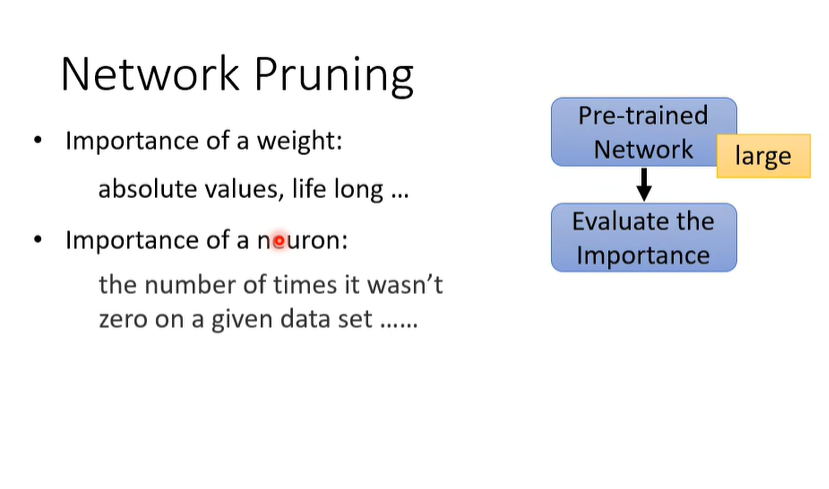 Network Pruning
• Importance of a weight:
absolute values, life long ...
• Importance of a neuron:
the number of times it wasn’t
zero on a given data set ……
Pre-trained
Network
large
Evaluate the
Importance